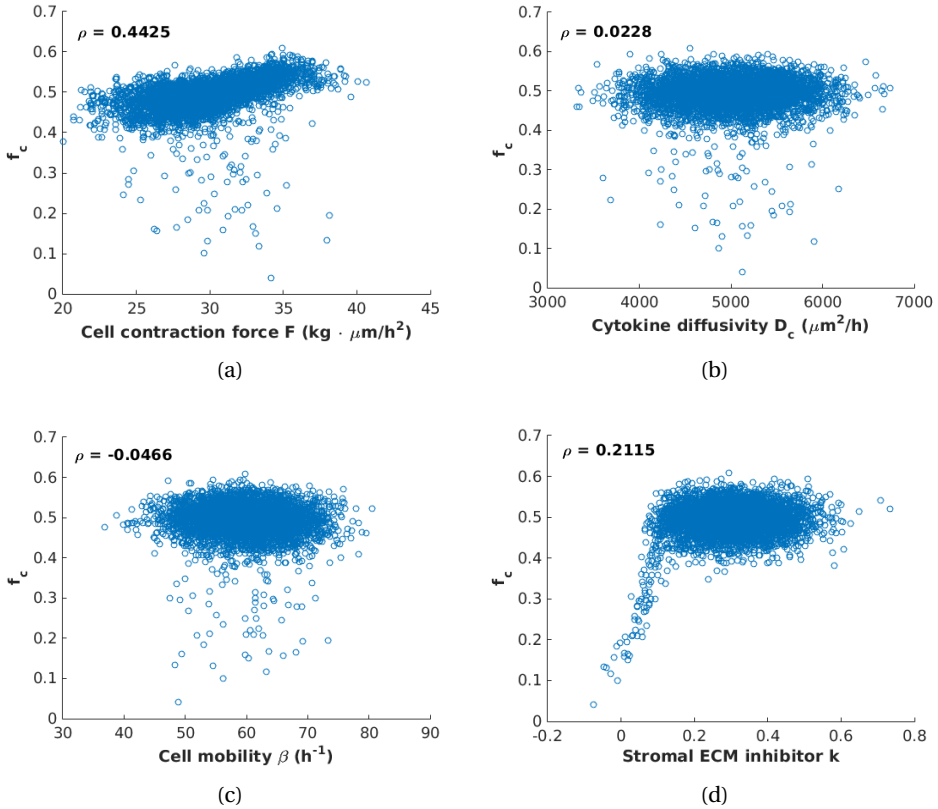 ρ = 0.4425
0.7
0.6
0.5
0.4
0.3
0.2
0.1
0
f_c
20 25 30 35 40 45
Cell contraction force F (kg · μm/h²)
(a)
ρ = 0.0228
0.7
0.6
0.5
0.4
0.3
0.2
0.1
0
f_c
3000 4000 5000 6000 7000
Cytokine diffusivity D_c (μm²/h)
(b)
ρ = -0.0466
0.7
0.6
0.5
0.4
0.3
0.2
0.1
0
f_c
30 40 50 60 70 80 90
Cell mobility β (h⁻¹)
(c)
ρ = 0.2115
0.7
0.6
0.5
0.4
0.3
0.2
0.1
0
f_c
-0.2 0 0.2 0.4 0.6 0.8
Stromal ECM inhibitor k
(d)